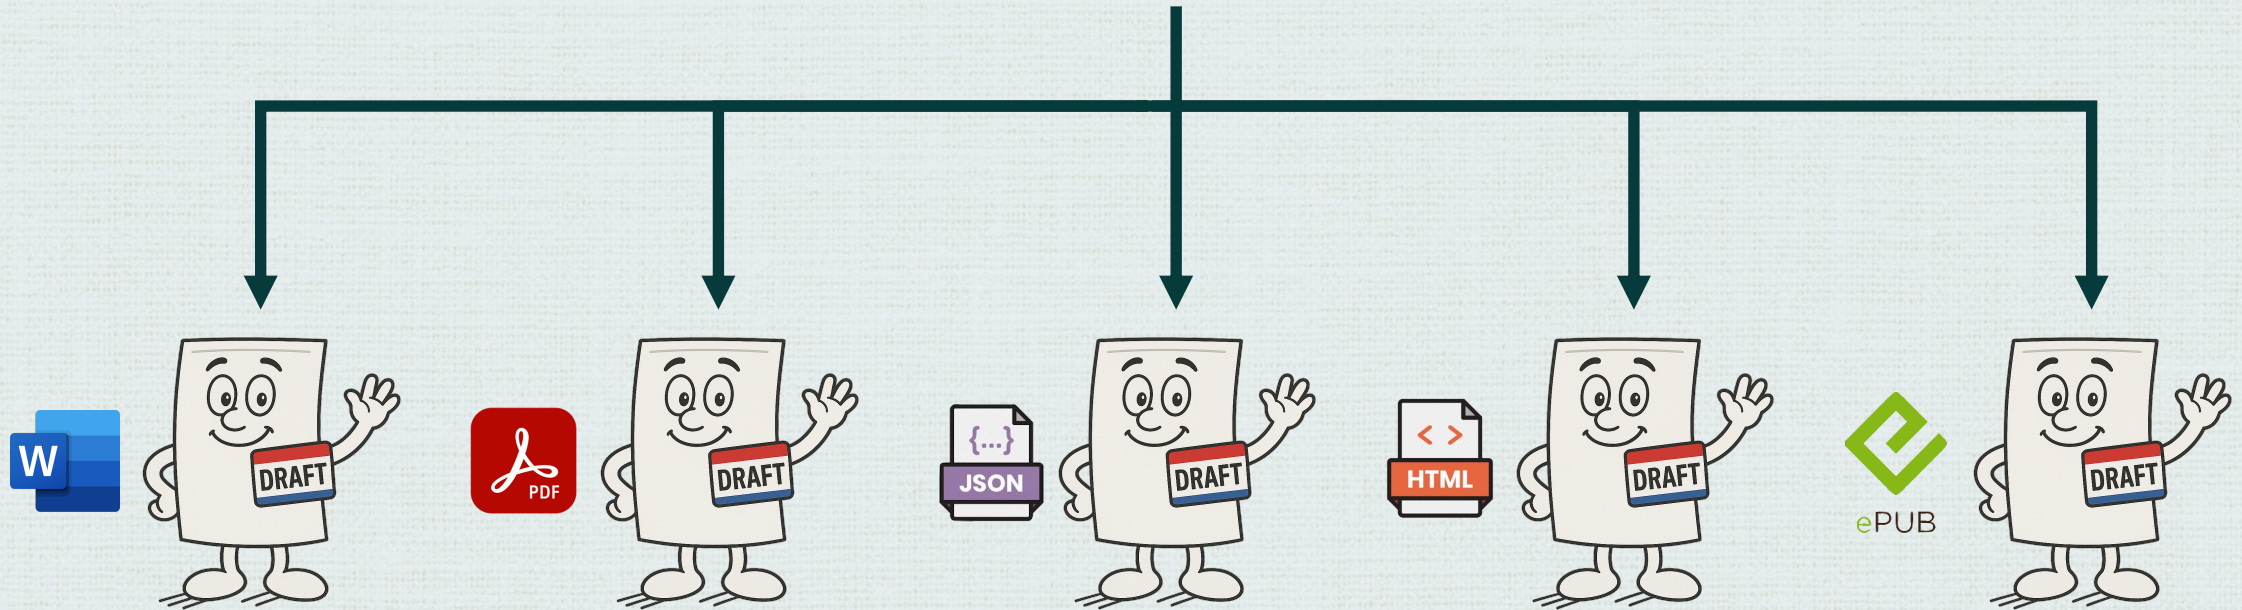 W
DRAFT
PDF
DRAFT
{...}
JSON
DRAFT
< >
HTML
DRAFT
ePUB
DRAFT